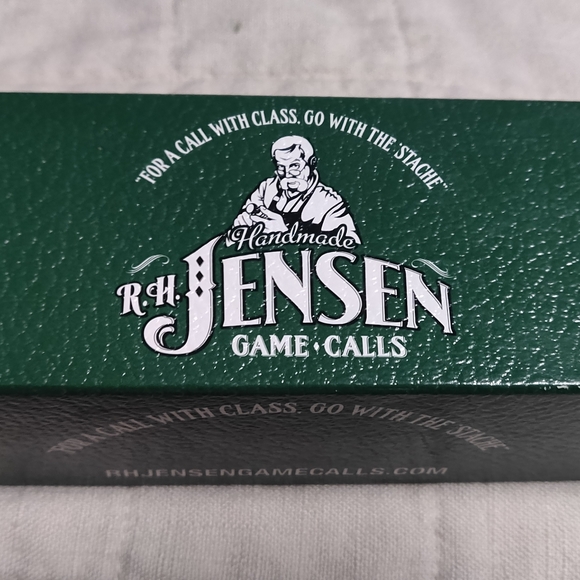 "FOR A CALL WITH CLASS. GO WITH THE 'STACHE"
Handmade
R.H. JENSEN
GAME · CALLS
"FOR A CALL WITH CLASS. GO WITH THE 'STACHE"
RHJENSENGAMECALLS.COM